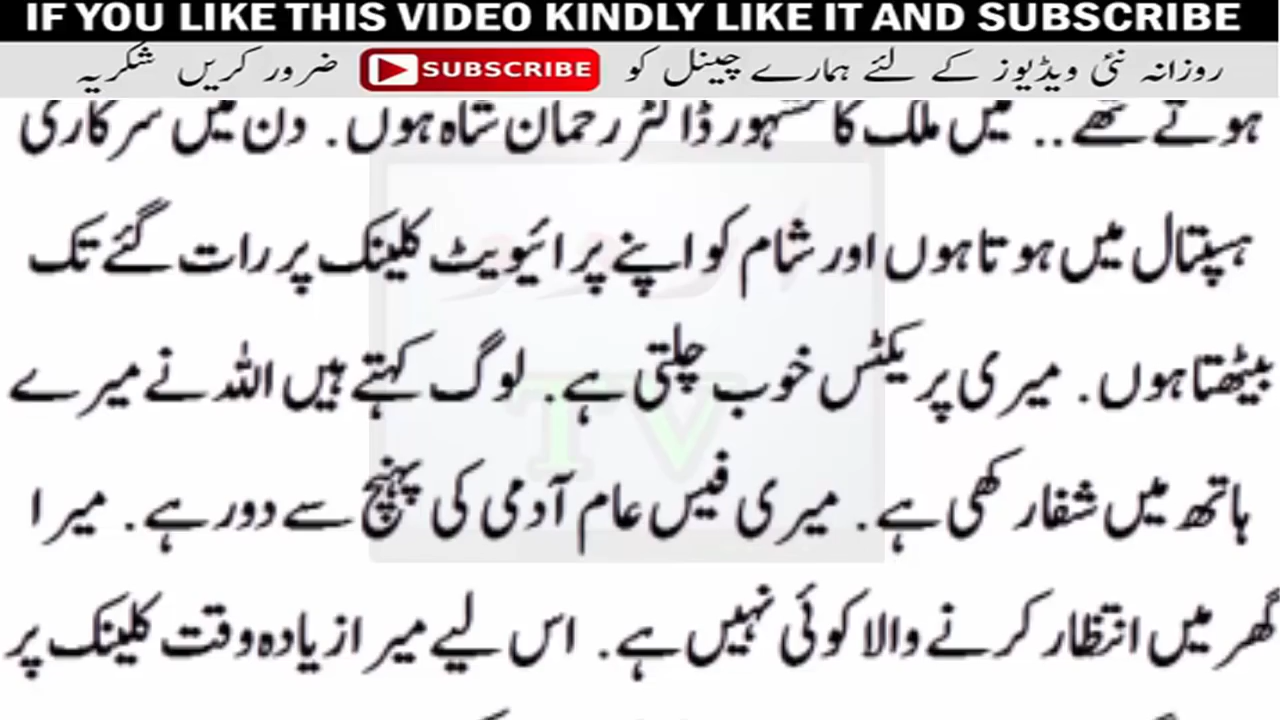 IF YOU LIKE THIS VIDEO KINDLY LIKE IT AND SUBSCRIBE
روزانہ نئی ویڈیوز کے لئے ہمارے چینل کو SUBSCRIBE ضرور کریں شکریہ
ہوتے تھے.. میں ملک کا مشہور ڈاکٹر رحمان شاہ ہوں. دن میں سرکاری
ہسپتال میں ہوتا ہوں اور شام کو اپنے پرائیویٹ کلینک پر رات گئے تک
بیٹھتا ہوں. میری پریکٹس خوب چلتی ہے. لوگ کہتے ہیں اللہ نے میرے
ہاتھ میں شفا رکھی ہے. میری فیس عام آدمی کی پہنچ سے دور ہے. میرا
گھر میں انتظار کرنے والا کوئی نہیں ہے. اس لیے میرا زیادہ وقت کلینک پر
TV